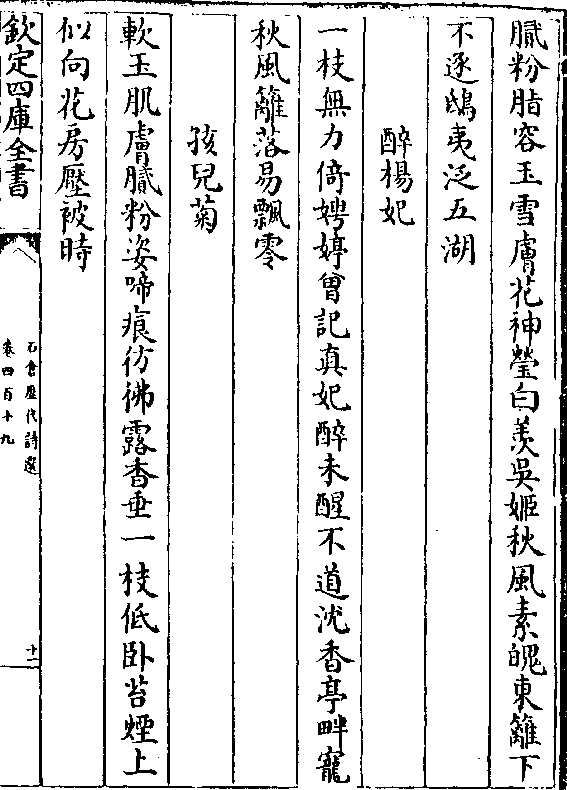 膩粉脂容玉雪膚花神瑩白羡吳姬秋風素魄東籬下
不逐鴟夷泛五湖
醉楊妃
一枝無力倚娉婷曾記真妃醉未醒不道沈香亭畔寵
秋風籬落易飄零
孩兒菊
軟玉肌膚膩粉姿啼痕彷彿露香垂一枝低卧苔煙上
似向花房壓被時
欽定四庫全書
石倉歴代詩選
卷四百十九
十二